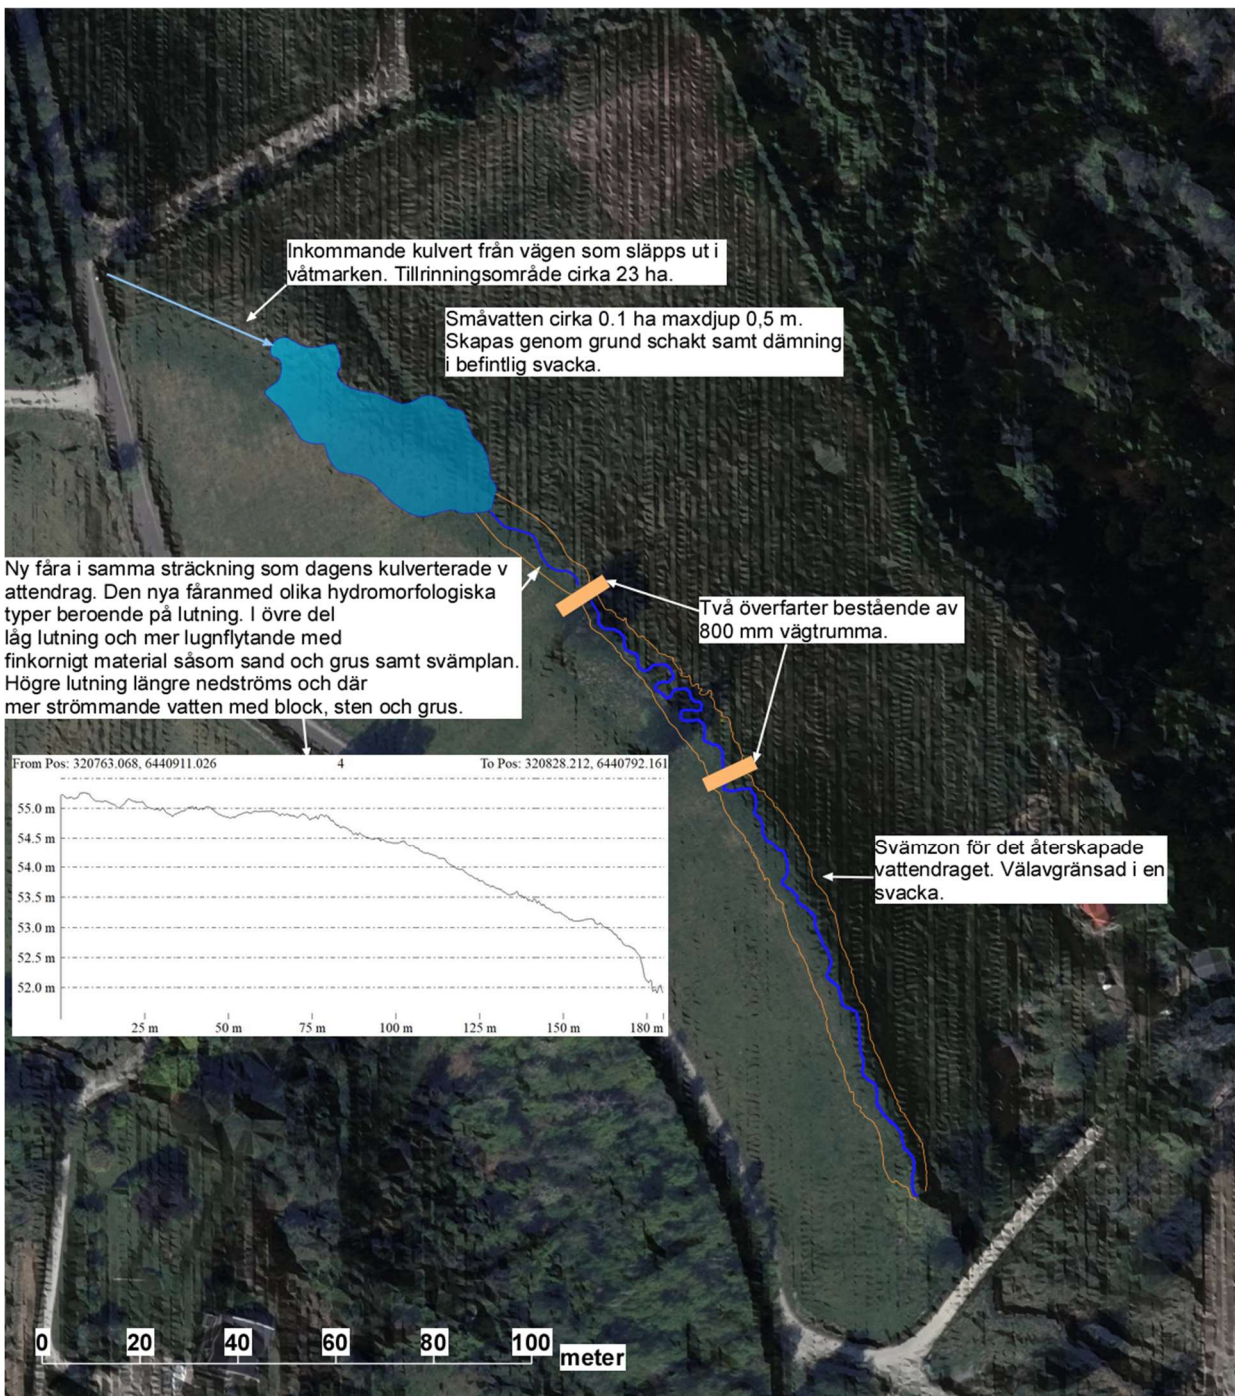 Inkommande kulvert från vägen som släpps ut i
våtmarken. Tillrinningsområde cirka 23 ha.
Småvatten cirka 0.1 ha maxdjup 0,5 m.
Skapas genom grund schakt samt dämning
i befintlig svacka.
Ny fåra i samma sträckning som dagens kulverterade v
attendrag. Den nya fåranmed olika hydromorfologiska
typer beroende på lutning. I övre del
låg lutning och mer lugnflytande med
finkornigt material såsom sand och grus samt svämplan.
Högre lutning längre nedströms och där
mer strömmande vatten med block, sten och grus.
Två överfarter bestående av
800 mm vägtrumma.
From Pos: 320763.068, 6440911.026 4 To Pos: 320828.212, 6440792.161
55.0 m
54.5 m
54.0 m
53.5 m
53.0 m
52.5 m
52.0 m
25 m 50 m 75 m 100 m 125 m 150 m 180 m
Svämzon för det återskapade
vattendraget. Välavgränsad i en
svacka.
0 20 40 60 80 100 meter